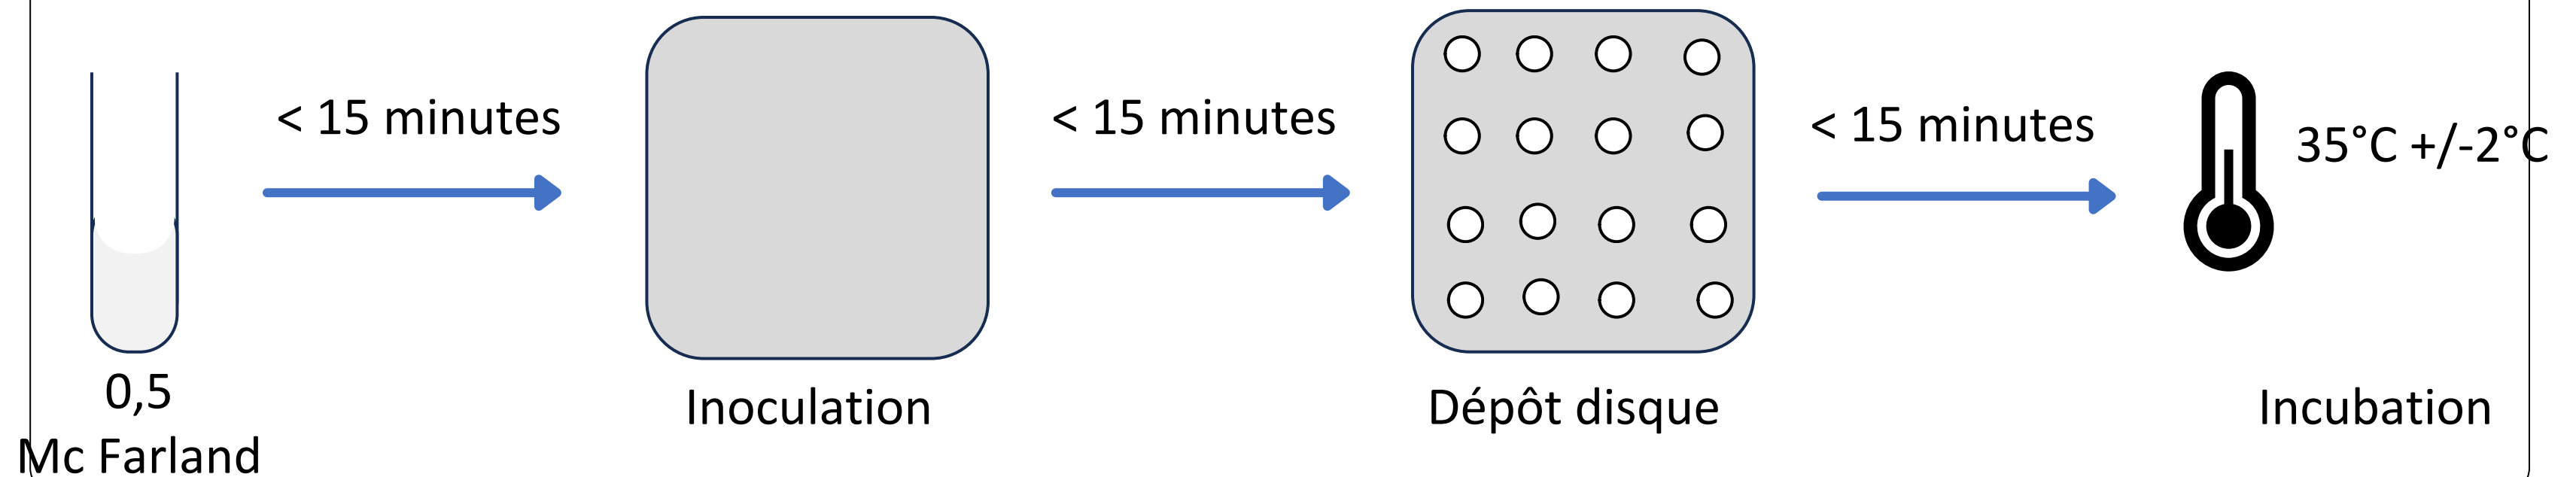 < 15 minutes
< 15 minutes
< 15 minutes
35°C +/-2°C
0,5
Mc Farland
Inoculation
Dépôt disque
Incubation